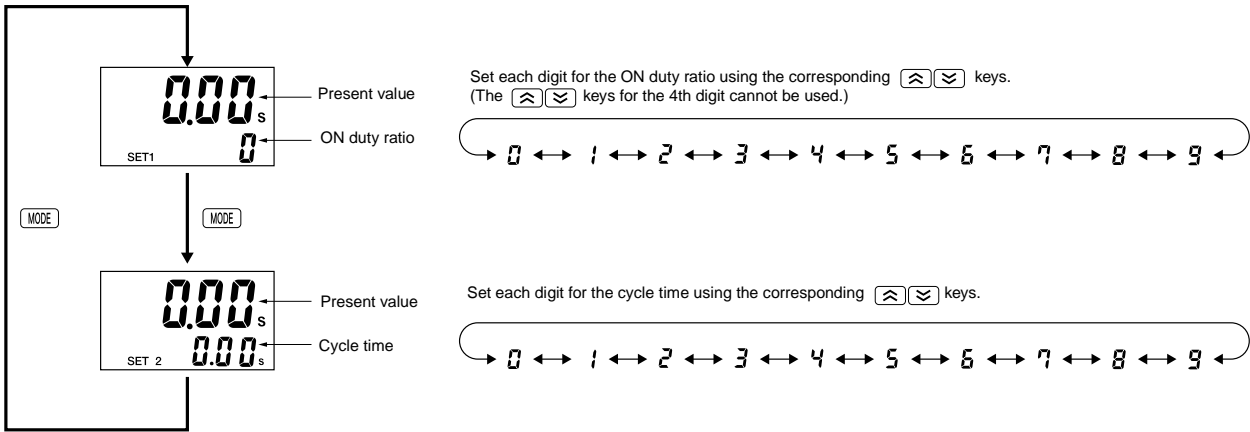 0.00 s
Present value
0
ON duty ratio
SET1
Set each digit for the ON duty ratio using the corresponding keys.
(The keys for the 4th digit cannot be used.)
0 1 2 3 4 5 6 7 8 9
MODE
MODE
0.00 s
Present value
0.00 s
Cycle time
SET 2
Set each digit for the cycle time using the corresponding keys.
0 1 2 3 4 5 6 7 8 9